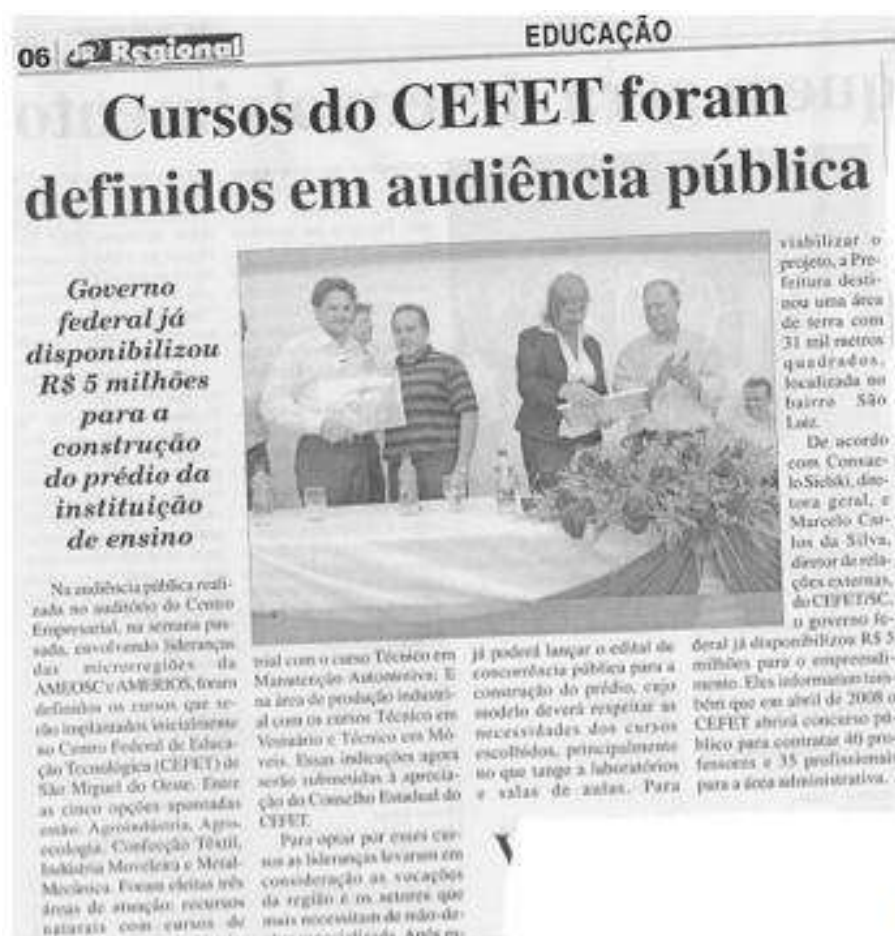 06 JR Regional
EDUCAÇÃO
Cursos do CEFET foram
definidos em audiência pública
Governo
federal já
disponibilizou
R$ 5 milhões
para a
construção
do prédio da
instituição
de ensino
Na audiência pública reali-
zada no auditório do Centro
Empresarial, na semana pas-
sada, envolvendo lideranças
das microrregiões da
AMEOSC e AMERIOS, foram
definidos os cursos que se-
rão implantados inicialmente
no Centro Federal de Educa-
ção Tecnológica (CEFET) de
São Miguel do Oeste. Entre
as cinco opções apontadas
estão: Agroindústria, Agro-
ecologia, Confecção Têxtil,
Indústria Moveleira e Metal-
Mecânica. Foram eleitas três
áreas de atuação: recursos
naturais com cursos de
trial com o curso Técnico em
Manutenção Automotiva; E
na área de produção industri-
al com os cursos Técnico em
Vestuário e Técnico em Mó-
veis. Essas indicações agora
serão submetidas à aprecia-
ção do Conselho Estadual do
CEFET.
Para optar por esses cur-
sos as lideranças levaram em
consideração as vocações
da região e os setores que
mais necessitam de mão-de-
já poderá lançar o edital de
concorrência pública para a
construção do prédio, cujo
modelo deverá respeitar as
necessidades dos cursos
escolhidos, principalmente
no que tange a laboratórios
e salas de aulas. Para
viabilizar o
projeto, a Pre-
feitura desti-
nou uma área
de terra com
31 mil metros
quadrados,
localizada no
bairro São
Luiz.
De acordo
com Consue-
lo Sielski, dire-
tora geral, e
Marcelo Car-
los da Silva,
diretor de rela-
ções externas
do CEFET/SC
o governo fe-
deral já disponibilizou R$ 5
milhões para o empreendi-
mento. Eles informaram tam-
bém que em abril de 2008 o
CEFET abrirá concurso pú-
blico para contratar 40 pro-
fessores e 35 profissionais
para a área administrativa.